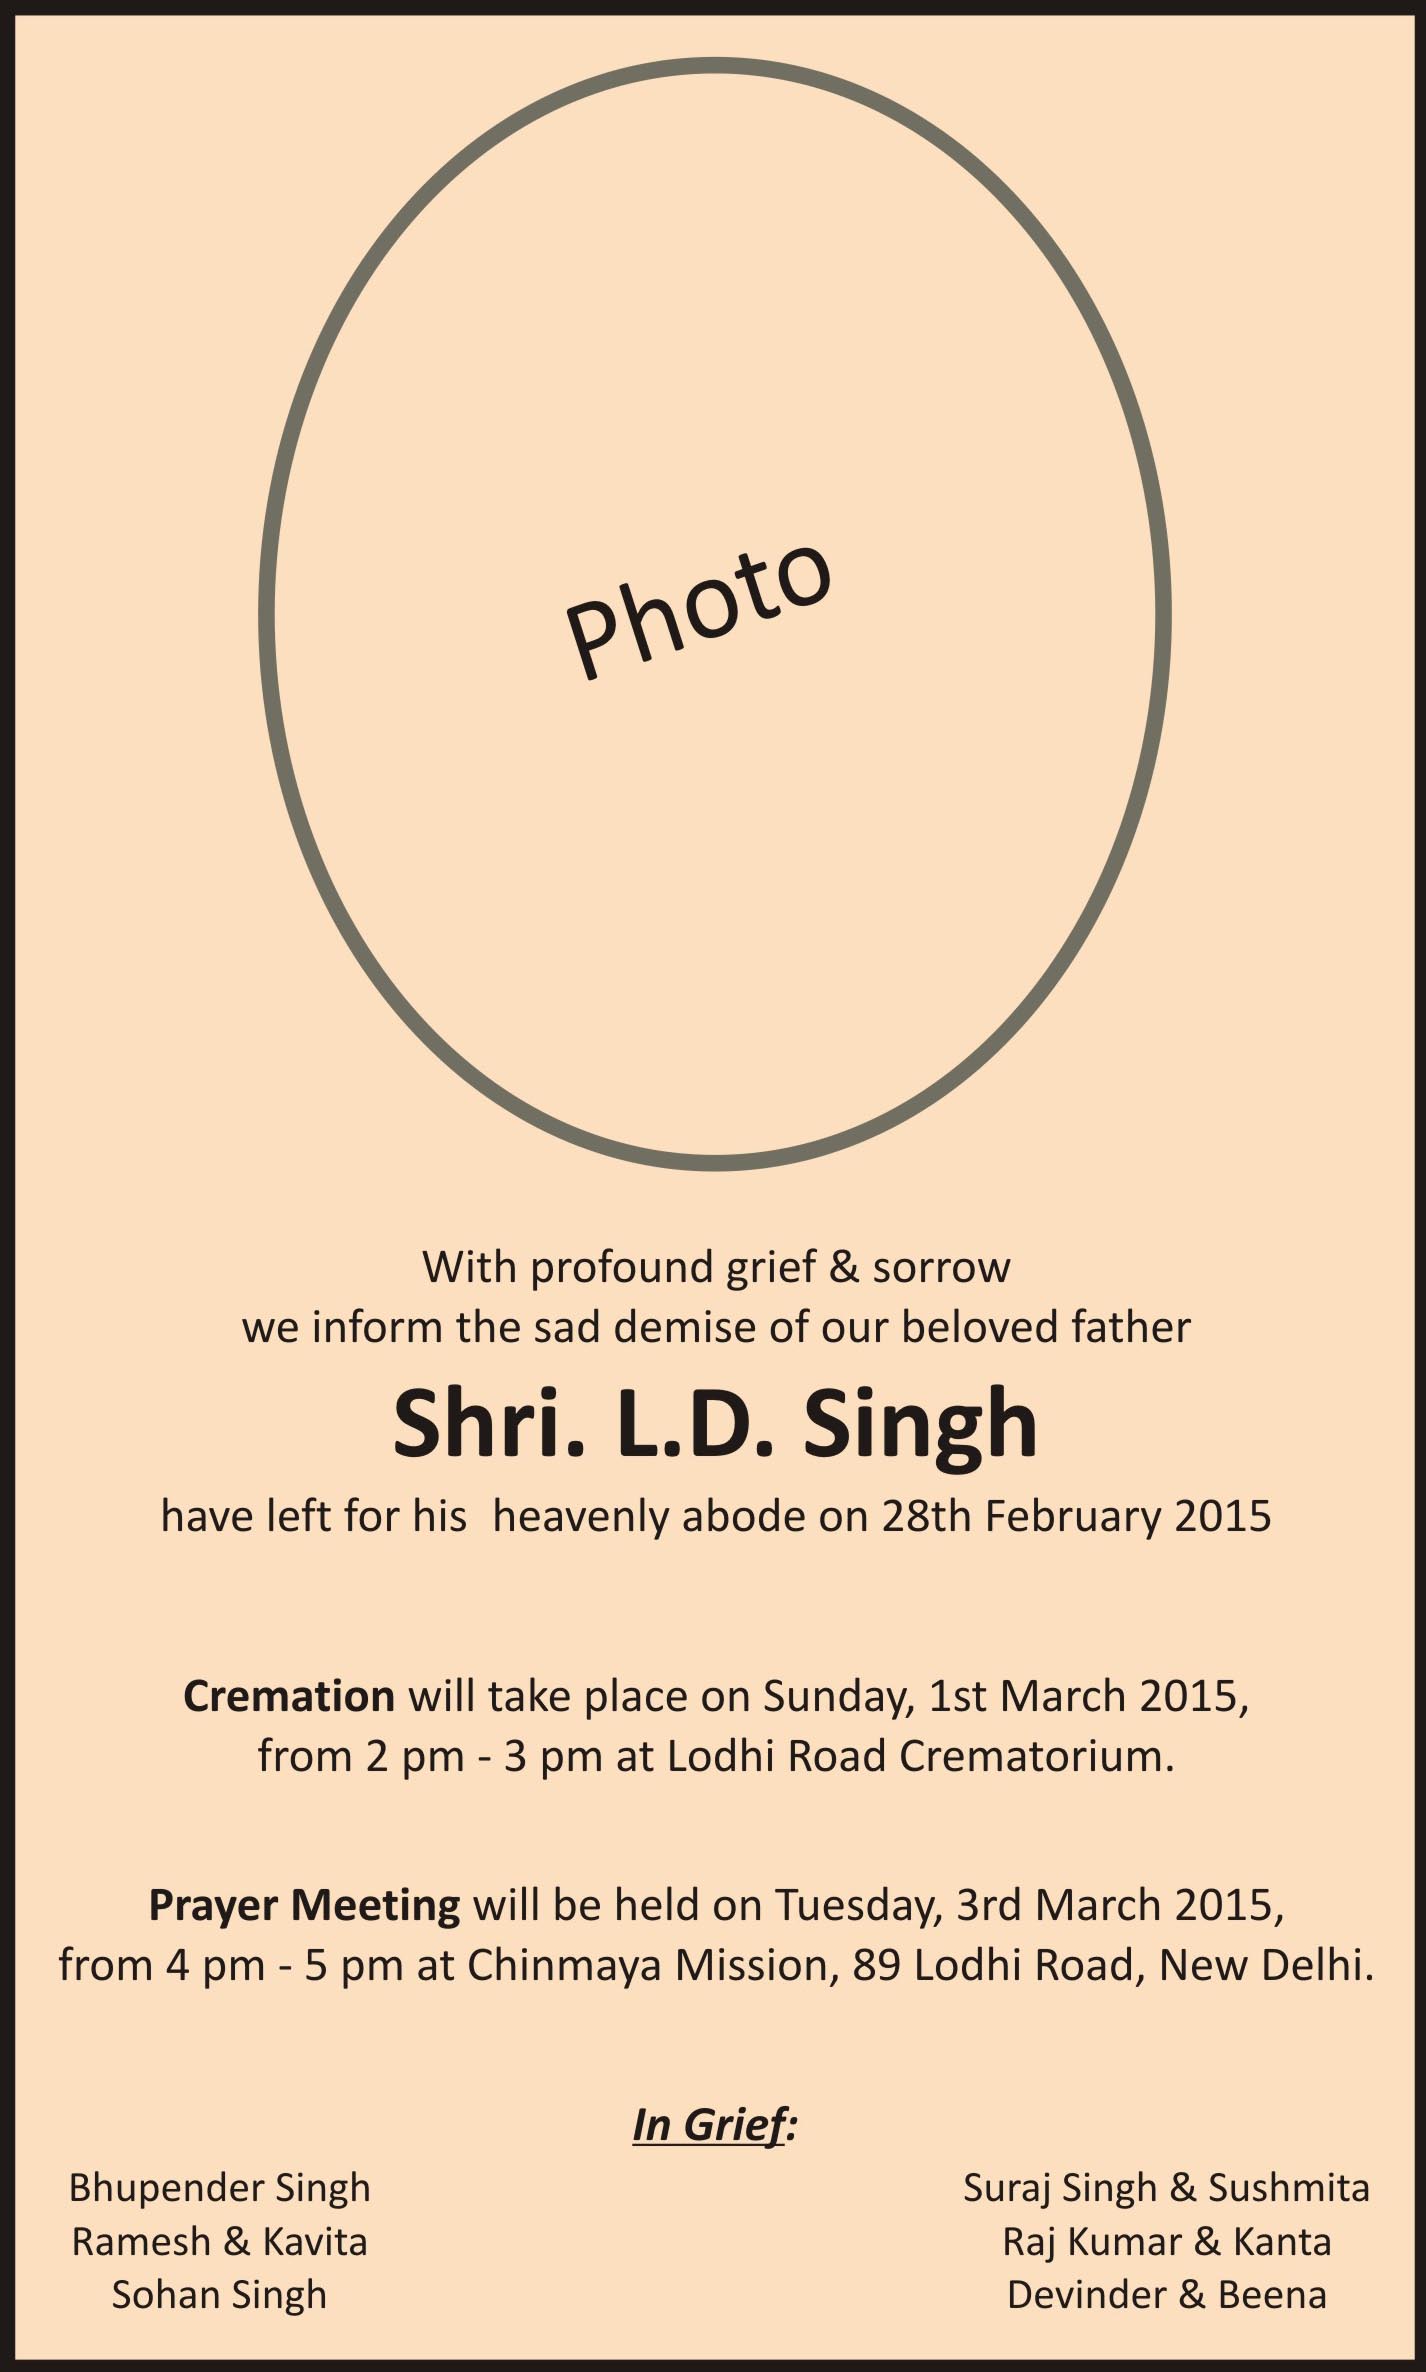 Photo
With profound grief & sorrow
we inform the sad demise of our beloved father
Shri. L.D. Singh
have left for his  heavenly abode on 28th February 2015
Cremation will take place on Sunday, 1st March 2015,
from 2 pm - 3 pm at Lodhi Road Crematorium.
Prayer Meeting will be held on Tuesday, 3rd March 2015,
from 4 pm - 5 pm at Chinmaya Mission, 89 Lodhi Road, New Delhi.
In Grief:
Bhupender Singh
Ramesh & Kavita
Sohan Singh
Suraj Singh & Sushmita
Raj Kumar & Kanta
Devinder & Beena